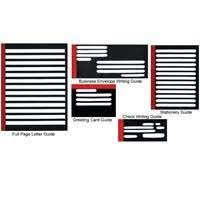 Business Envelope Writing Guide
Stationery Guide
Greeting Card Guide
Check Writing Guide
Full Page Letter Guide